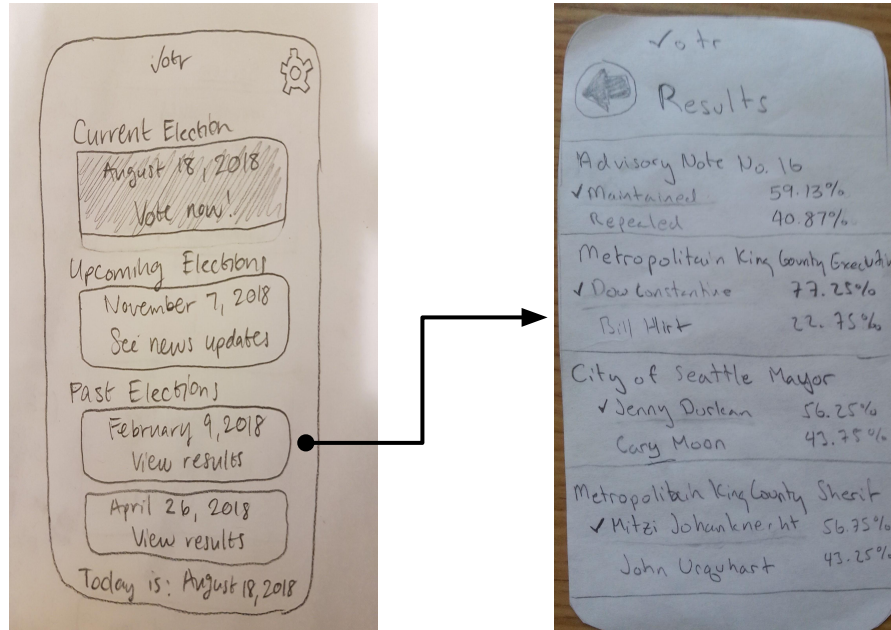 Votr
Current Election
August 18, 2018
Vote now!
Upcoming Elections
November 7, 2018
See news updates
Past Elections
February 9, 2018
View results
April 26, 2018
View results
Today is: August 18, 2018
Votr
Results
Advisory Note No. 16
✓ Maintained 59.13%
Repealed 40.87%
Metropolitain King County Executiv
✓ Dow Constantine 77.25%
Bill Hirt 22.75%
City of Seattle Mayor
✓ Jenny Durkan 56.25%
Cary Moon 43.75%
Metropolitain King County Sherif
✓ Mitzi Johanknecht 56.75%
John Urquhart 43.25%